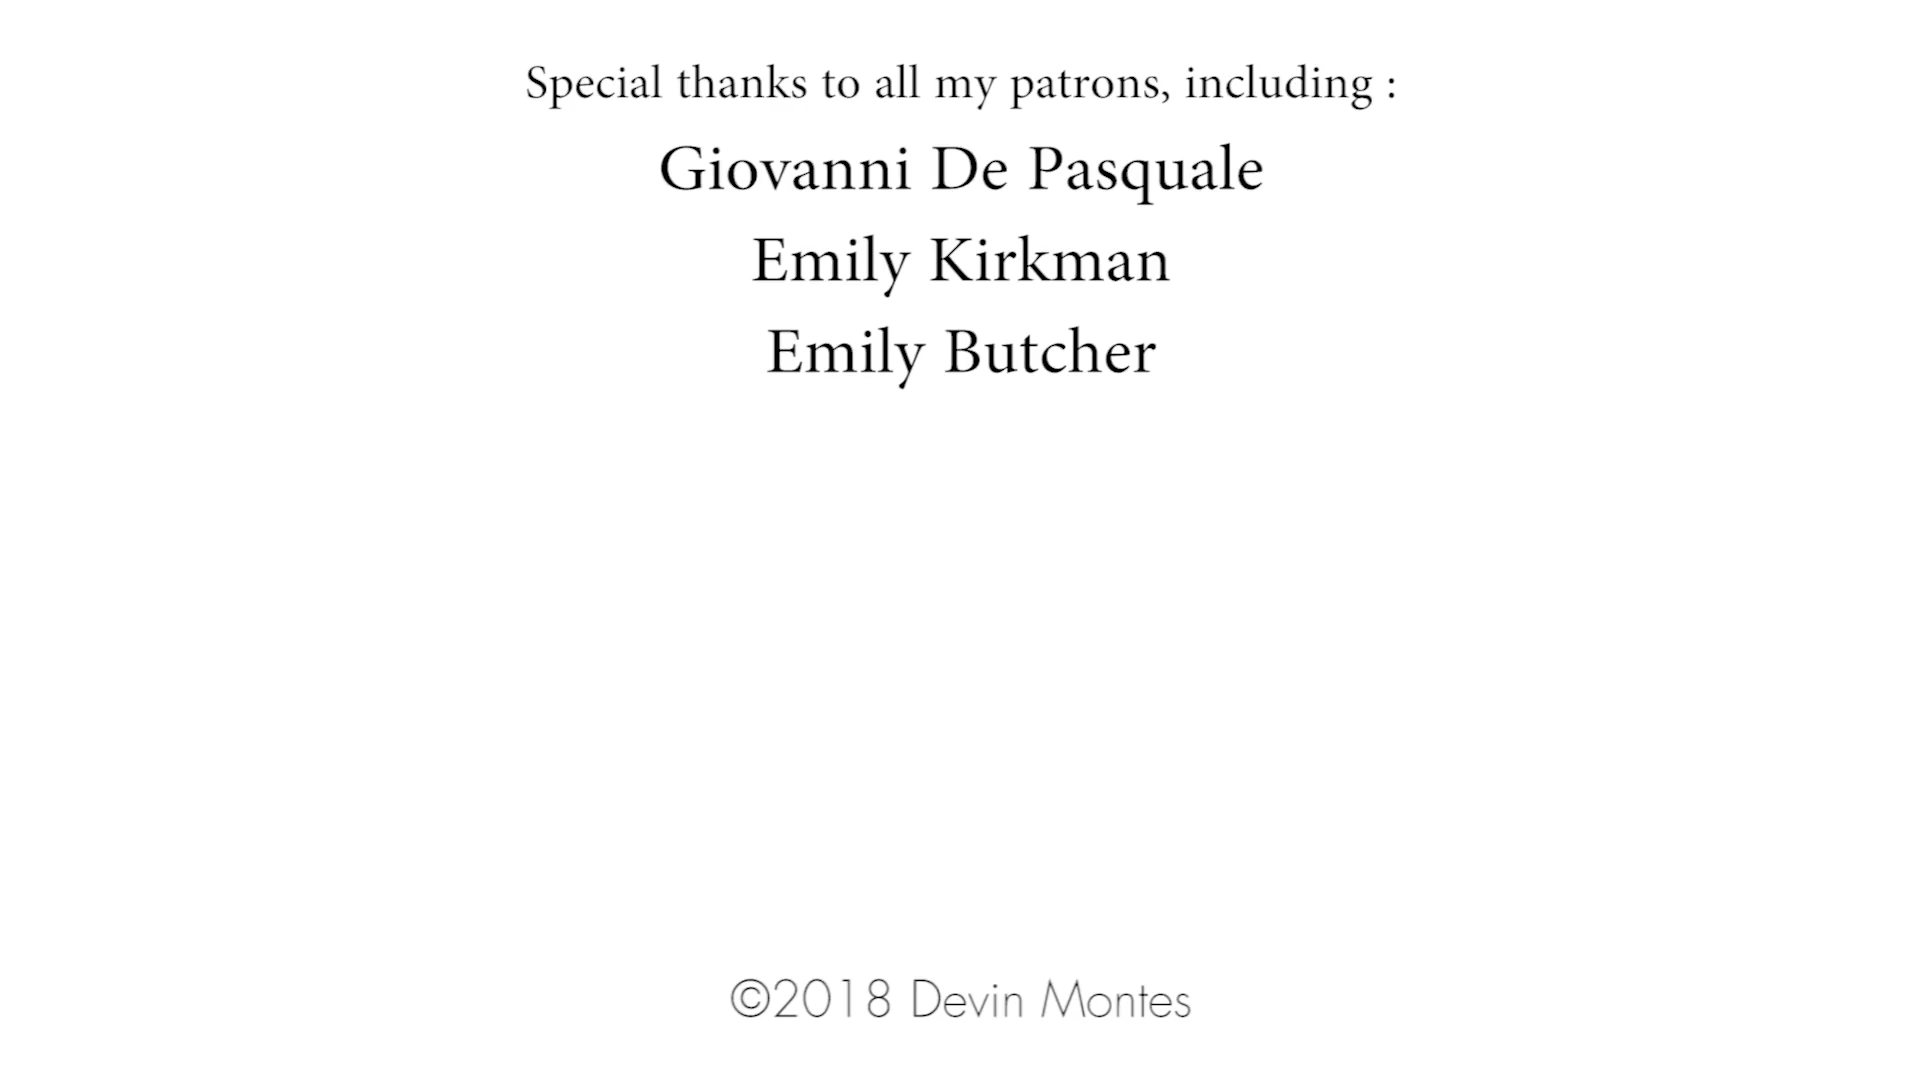 Special thanks to all my patrons, including :
Giovanni De Pasquale
Emily Kirkman
Emily Butcher
©2018 Devin Montes